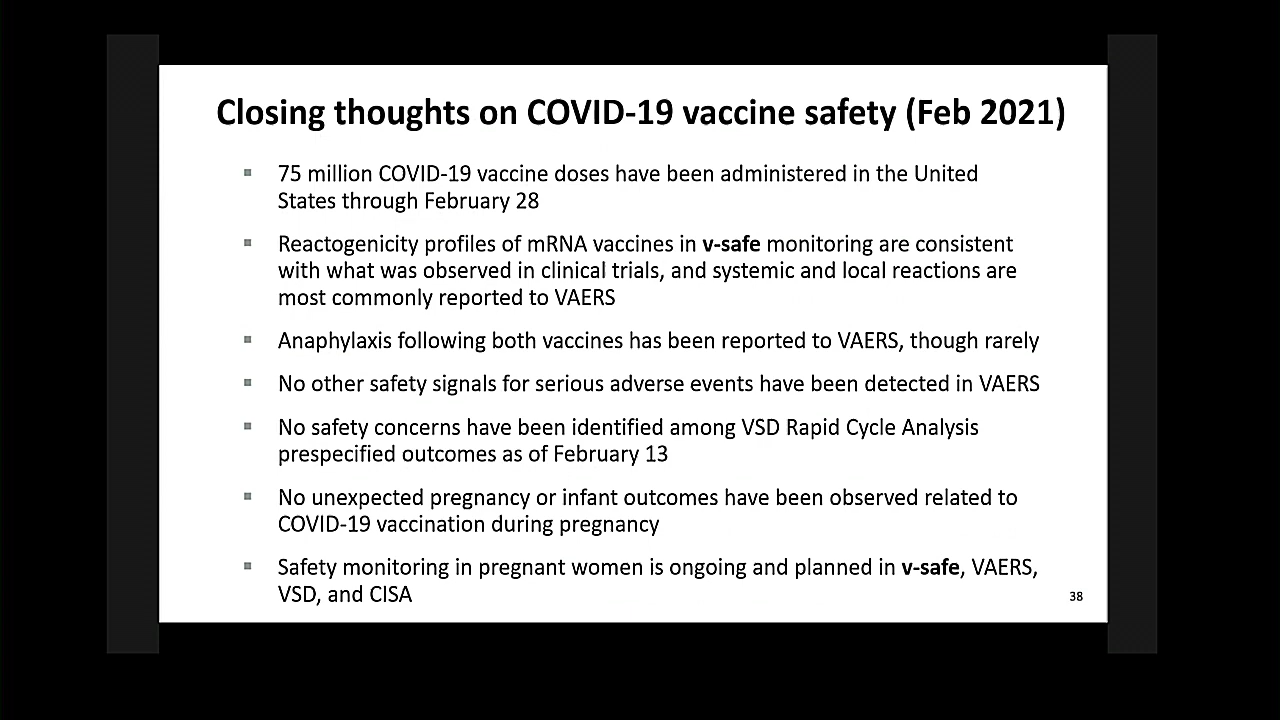 Closing thoughts on COVID-19 vaccine safety (Feb 2021)
▪ 75 million COVID-19 vaccine doses have been administered in the United
States through February 28
▪ Reactogenicity profiles of mRNA vaccines in v-safe monitoring are consistent
with what was observed in clinical trials, and systemic and local reactions are
most commonly reported to VAERS
▪ Anaphylaxis following both vaccines has been reported to VAERS, though rarely
▪ No other safety signals for serious adverse events have been detected in VAERS
▪ No safety concerns have been identified among VSD Rapid Cycle Analysis
prespecified outcomes as of February 13
▪ No unexpected pregnancy or infant outcomes have been observed related to
COVID-19 vaccination during pregnancy
▪ Safety monitoring in pregnant women is ongoing and planned in v-safe, VAERS,
VSD, and CISA
38